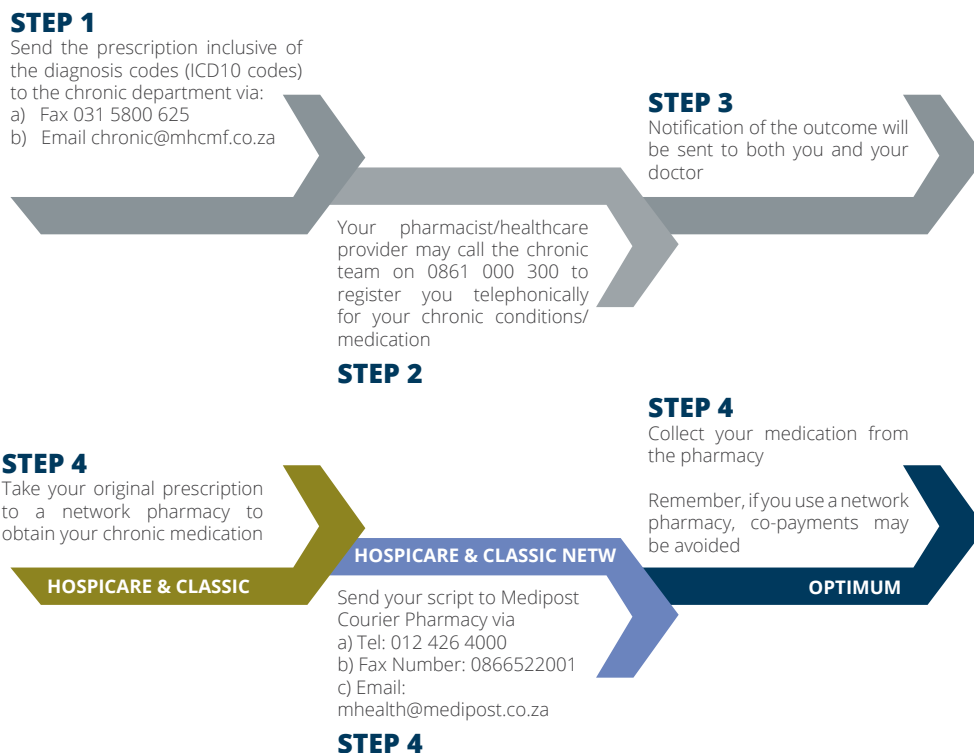 STEP 1
Send the prescription inclusive of
the diagnosis codes (ICD10 codes)
to the chronic department via:
a) Fax 031 5800 625
b) Email chronic@mhcmf.co.za
Your pharmacist/healthcare
provider may call the chronic
team on 0861 000 300 to
register you telephonically
for your chronic conditions/
medication
STEP 2
STEP 3
Notification of the outcome will
be sent to both you and your
doctor
STEP 4
Take your original prescription
to a network pharmacy to
obtain your chronic medication
HOSPICARE & CLASSIC
HOSPICARE & CLASSIC NETW
Send your script to Medipost
Courier Pharmacy via
a) Tel: 012 426 4000
b) Fax Number: 0866522001
c) Email:
mhealth@medipost.co.za
STEP 4
STEP 4
Collect your medication from
the pharmacy
Remember, if you use a network
pharmacy, co-payments may
be avoided
OPTIMUM